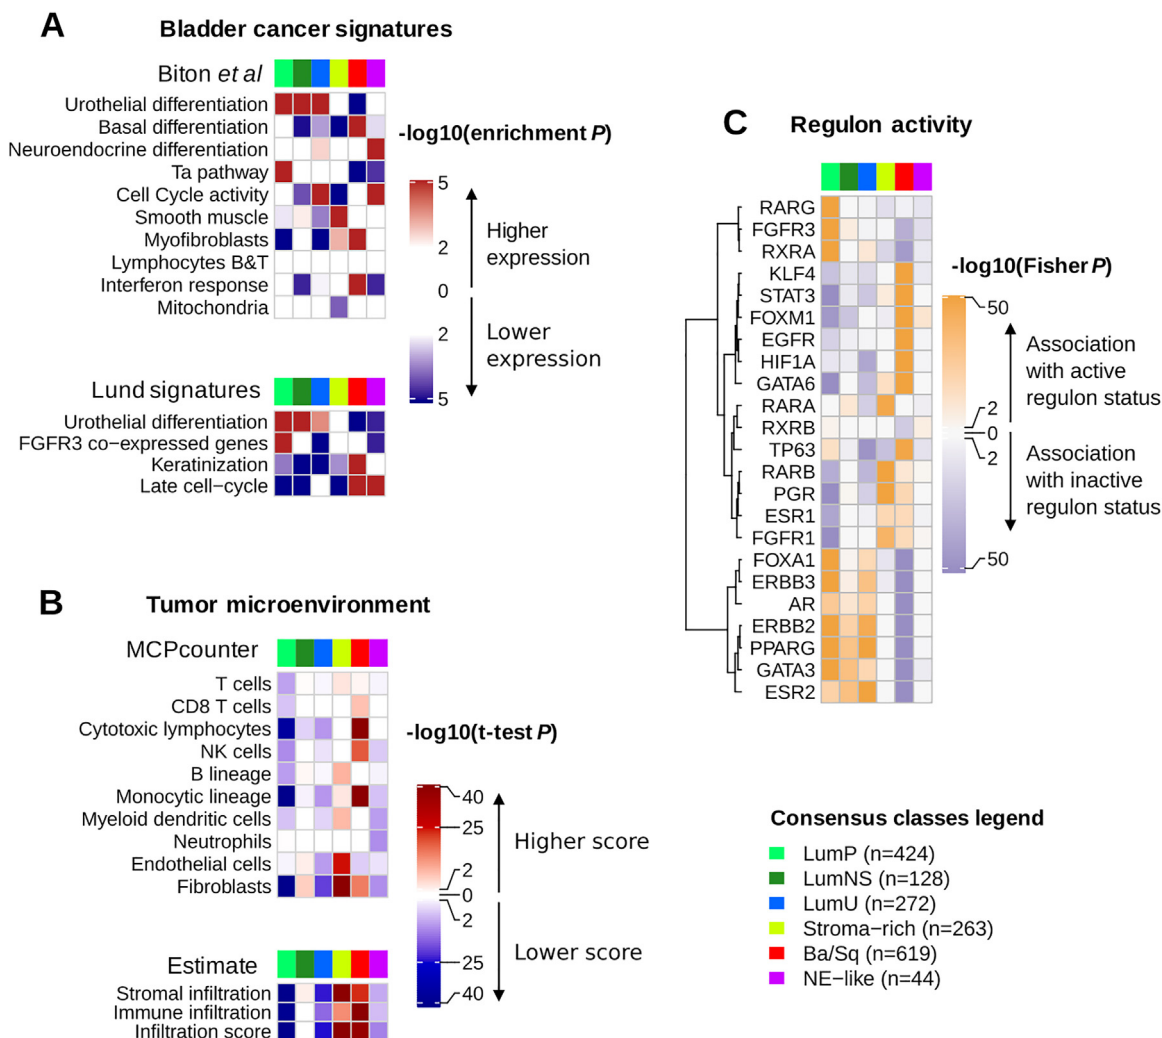 A
Bladder cancer signatures
Biton et al
Urothelial differentiation
Basal differentiation
Neuroendocrine differentiation
Ta pathway
Cell Cycle activity
Smooth muscle
Myofibroblasts
Lymphocytes B&T
Interferon response
Mitochondria
-log10(enrichment P)
5
2
0
2
5
Higher
expression
Lower
expression
Lund signatures
Urothelial differentiation
FGFR3 co−expressed genes
Keratinization
Late cell−cycle
B
Tumor microenvironment
MCPcounter
T cells
CD8 T cells
Cytotoxic lymphocytes
NK cells
B lineage
Monocytic lineage
Myeloid dendritic cells
Neutrophils
Endothelial cells
Fibroblasts
-log10(t-test P)
40
25
2
0
2
25
40
Higher score
Lower score
Estimate
Stromal infiltration
Immune infiltration
Infiltration score
C
Regulon activity
RARG
FGFR3
RXRA
KLF4
STAT3
FOXM1
EGFR
HIF1A
GATA6
RARA
RXRB
TP63
RARB
PGR
ESR1
FGFR1
FOXA1
ERBB3
AR
ERBB2
PPARG
GATA3
ESR2
-log10(Fisher P)
50
2
0
2
50
Association
with active
regulon status
Association
with inactive
regulon status
Consensus classes legend
LumP (n=424)
LumNS (n=128)
LumU (n=272)
Stroma−rich (n=263)
Ba/Sq (n=619)
NE−like (n=44)